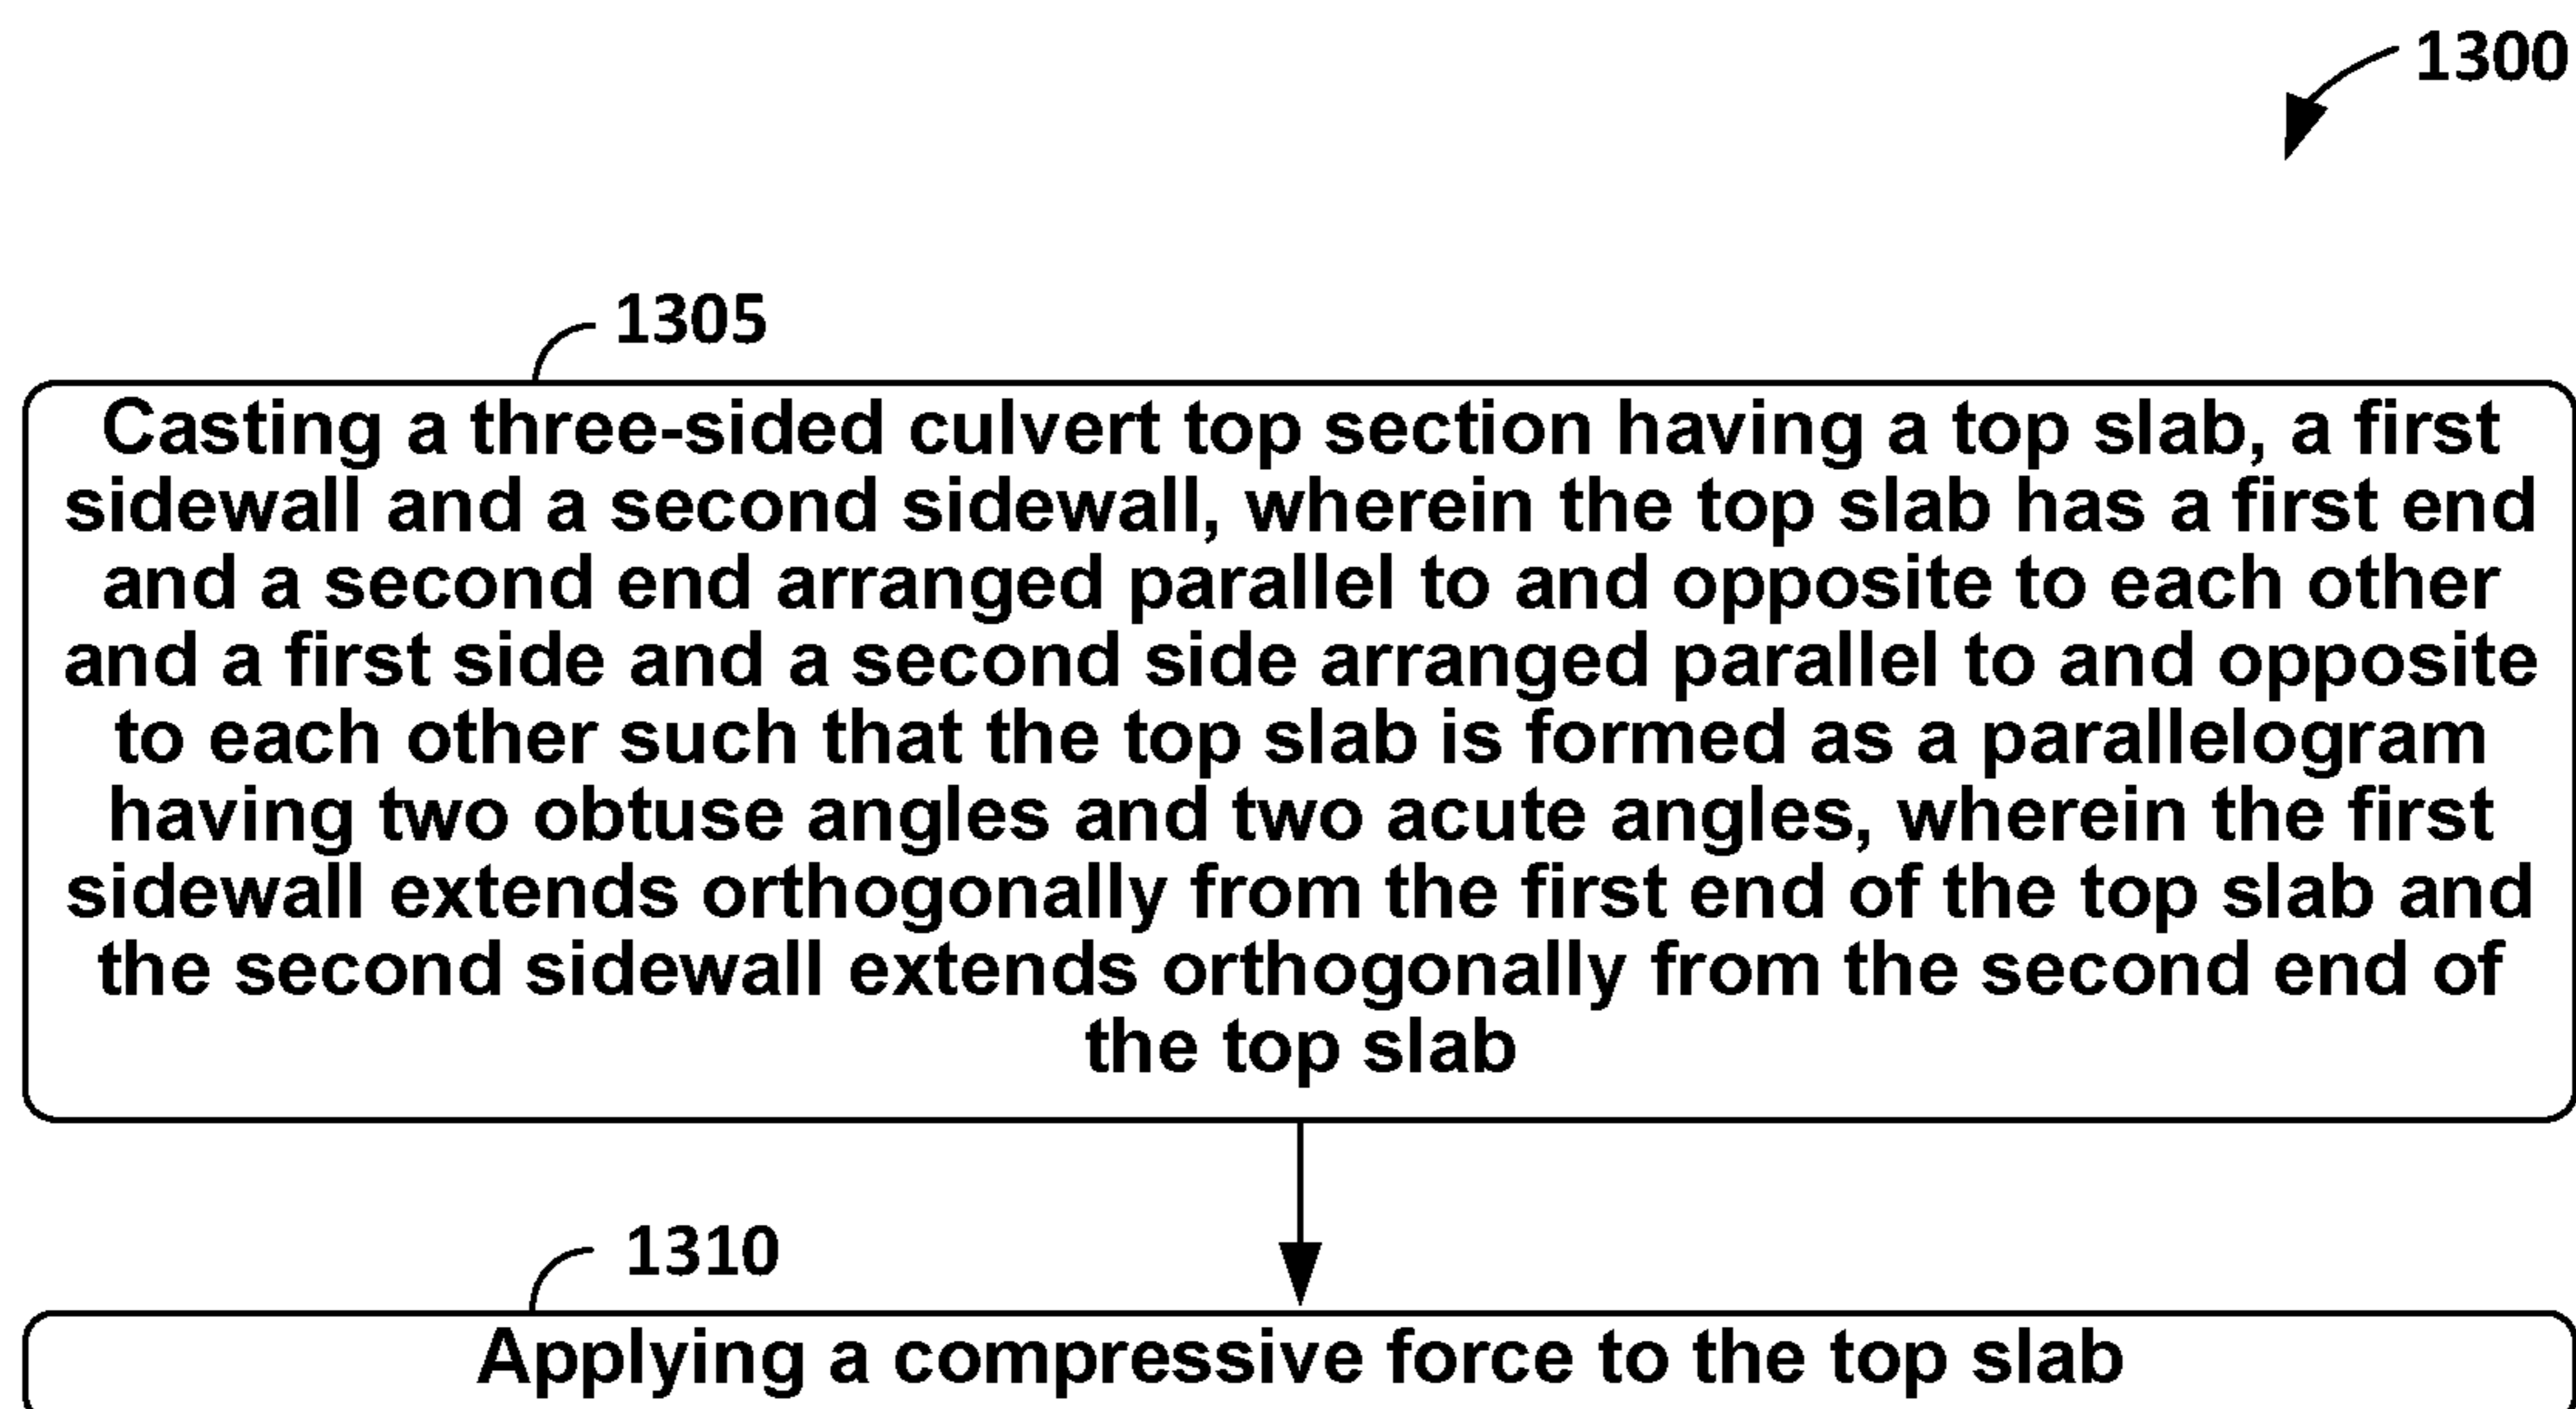 1300
1305
Casting a three-sided culvert top section having a top slab, a first
sidewall and a second sidewall, wherein the top slab has a first end
and a second end arranged parallel to and opposite to each other
and a first side and a second side arranged parallel to and opposite
to each other such that the top slab is formed as a parallelogram
having two obtuse angles and two acute angles, wherein the first
sidewall extends orthogonally from the first end of the top slab and
the second sidewall extends orthogonally from the second end of
the top slab
1310
Applying a compressive force to the top slab